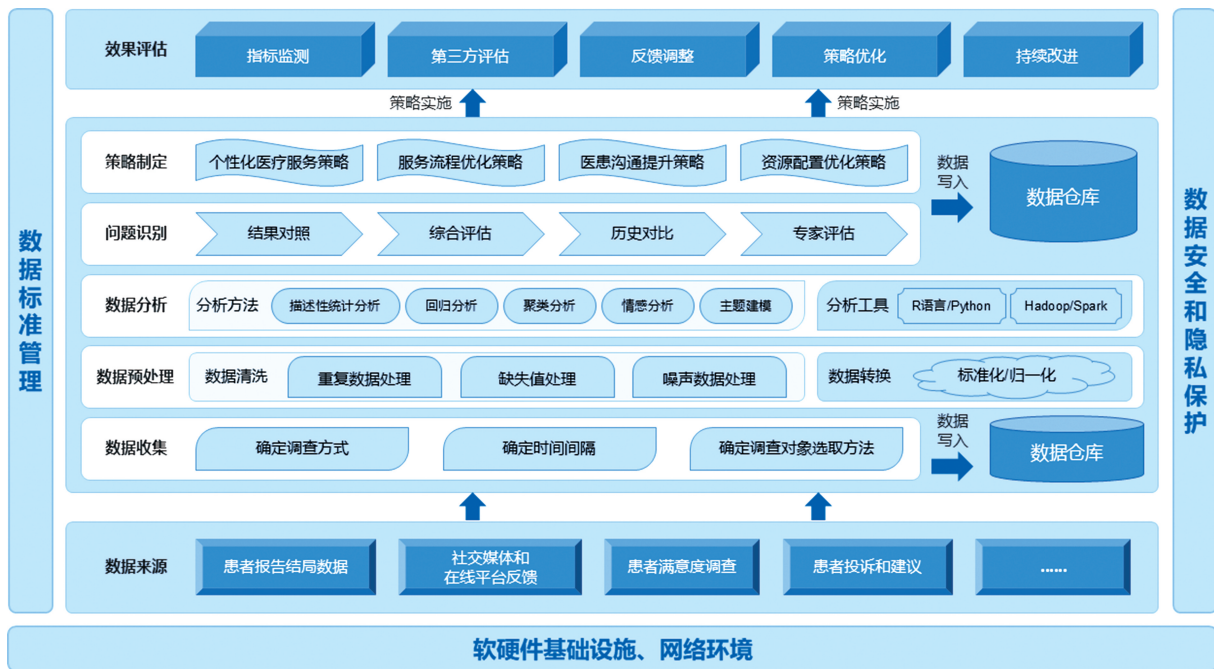 数据标准管理
效果评估
指标监测
第三方评估
反馈调整
策略优化
持续改进
策略实施
策略实施
策略制定
个性化医疗服务策略
服务流程优化策略
医患沟通提升策略
资源配置优化策略
数据
写入
数据仓库
问题识别
结果对照
综合评估
历史对比
专家评估
数据分析
分析方法
描述性统计分析
回归分析
聚类分析
情感分析
主题建模
分析工具
R语言/Python
Hadoop/Spark
数据预处理
数据清洗
重复数据处理
缺失值处理
噪声数据处理
数据转换
标准化/归一化
数据收集
确定调查方式
确定时间间隔
确定调查对象选取方法
数据
写入
数据仓库
数据来源
患者报告结局数据
社交媒体和
在线平台反馈
患者满意度调查
患者投诉和建议
......
数据安全和隐私保护
软硬件基础设施、网络环境